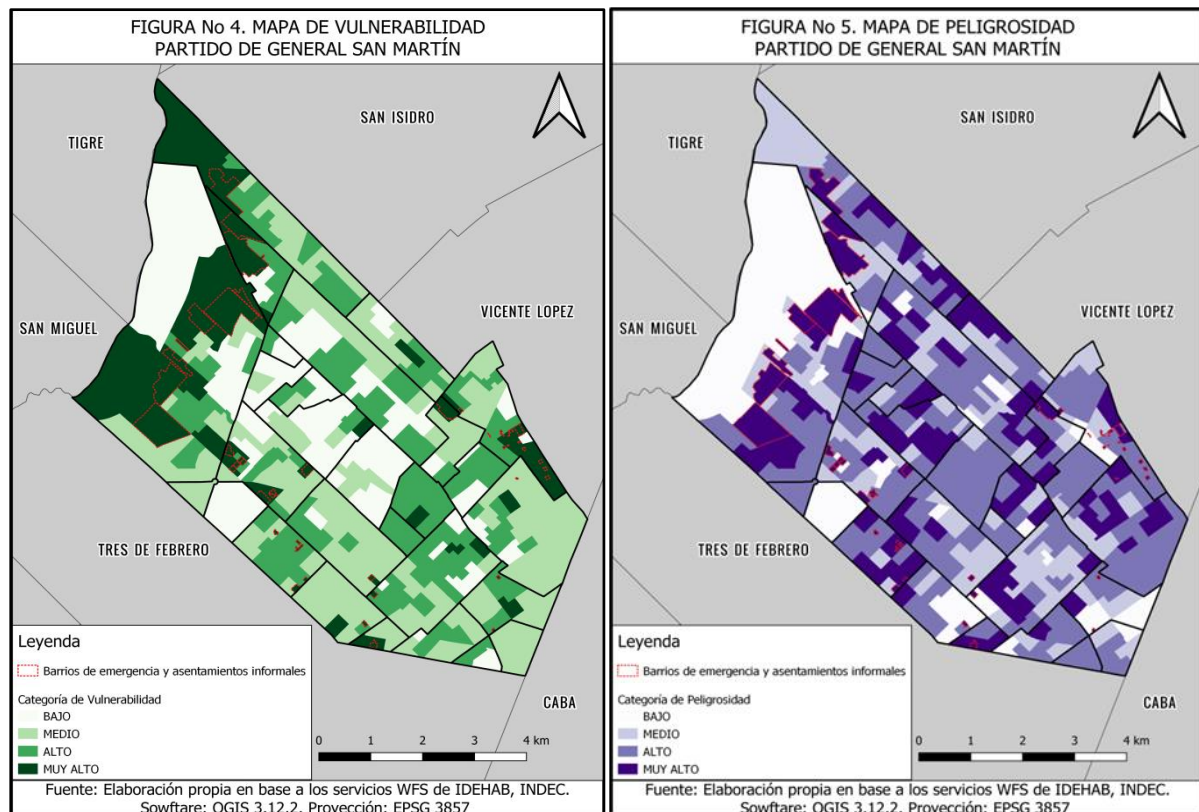 FIGURA No 4. MAPA DE VULNERABILIDAD
PARTIDO DE GENERAL SAN MARTÍN
TIGRE
SAN ISIDRO
SAN MIGUEL
VICENTE LOPEZ
TRES DE FEBRERO
CABA
Leyenda
Barrios de emergencia y asentamientos informales
Categoría de Vulnerabilidad
BAJO
MEDIO
ALTO
MUY ALTO
0 1 2 3 4 km
Fuente: Elaboración propia en base a los servicios WFS de IDEHAB, INDEC.
Sowftare: QGIS 3.12.2. Proyección: EPSG 3857
FIGURA No 5. MAPA DE PELIGROSIDAD
PARTIDO DE GENERAL SAN MARTÍN
TIGRE
SAN ISIDRO
SAN MIGUEL
VICENTE LOPEZ
TRES DE FEBRERO
CABA
Leyenda
Barrios de emergencia y asentamientos informales
Categoría de Peligrosidad
BAJO
MEDIO
ALTO
MUY ALTO
0 1 2 3 4 km
Fuente: Elaboración propia en base a los servicios WFS de IDEHAB, INDEC.
Sowftare: QGIS 3.12.2. Proyección: EPSG 3857